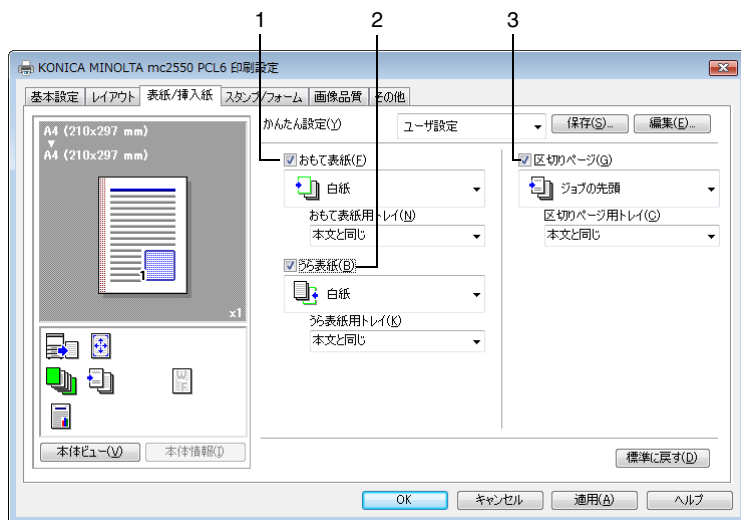 1 2 3
KONICA MINOLTA mc2550 PCL6 印刷設定
基本設定 レイアウト 表紙/挿入紙 スタンプ/フォーム 画像品質 その他
A4 (210x297 mm)
A4 (210x297 mm)
1
x1
本体ビュー(V) 本体情報(I)
かんたん設定(Y) ユーザ設定 保存(S)... 編集(E)...
おもて表紙(F)
白紙
おもて表紙用トレイ(N)
本文と同じ
うら表紙(B)
白紙
うら表紙用トレイ(K)
本文と同じ
区切りページ(G)
ジョブの先頭
区切りページ用トレイ(C)
本文と同じ
標準に戻す(D)
OK キャンセル 適用(A) ヘルプ